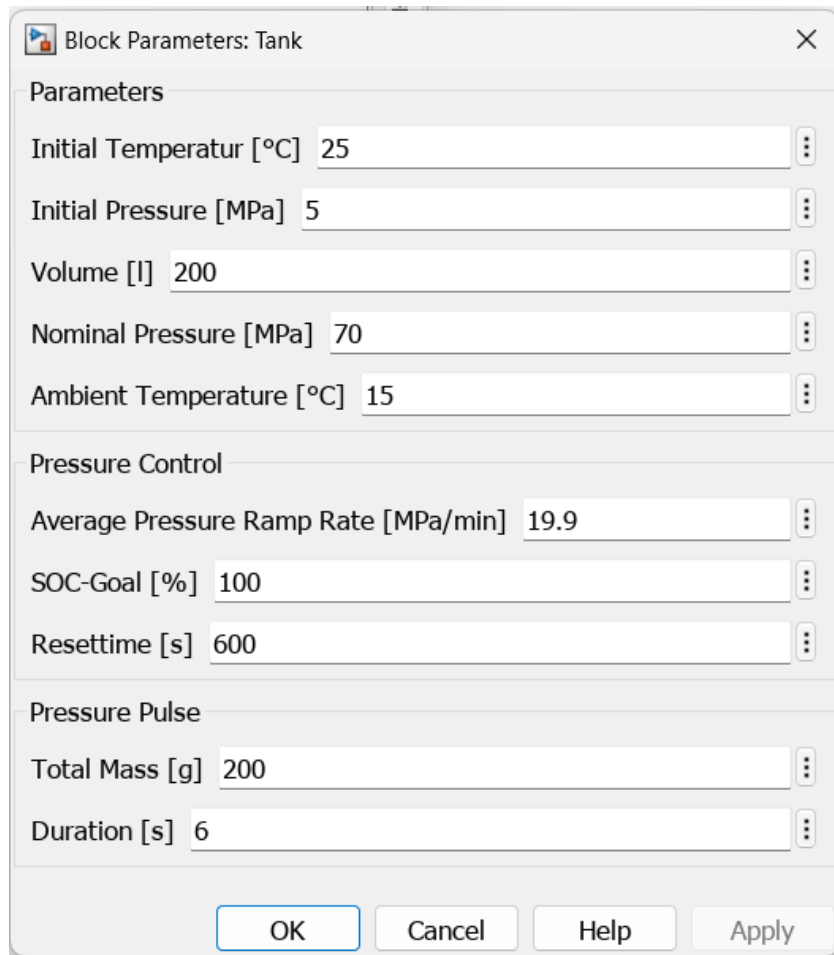 Block Parameters: Tank
Parameters
Initial Temperatur [°C] 25
Initial Pressure [MPa] 5
Volume [l] 200
Nominal Pressure [MPa] 70
Ambient Temperature [°C] 15
Pressure Control
Average Pressure Ramp Rate [MPa/min] 19.9
SOC-Goal [%] 100
Resettime [s] 600
Pressure Pulse
Total Mass [g] 200
Duration [s] 6
OK Cancel Help Apply